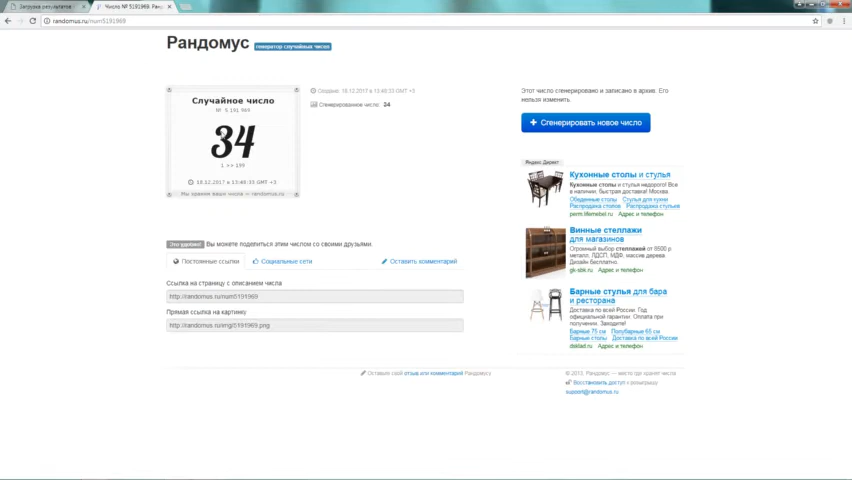 Загрузка результатов
Число № 5191969. Ранд
randomus.ru/num5191969
Рандомус генератор случайных чисел
Случайное число
№ 5 191 969
34
1 >> 199
18.12.2017 в 13:48:33 GMT +3
Мы храним ваши числа — randomus.ru
Создано: 18.12.2017 в 13:48:33 GMT +3
Сгенерированное число: 34
Этот число сгенерировано и записано в архив. Его
нельзя изменить.
Сгенерировать новое число
Яндекс.Директ
Кухонные столы и стулья
Кухонные столы и стулья недорого! Все
в наличии, быстрая доставка! Москва
Обеденные столы Стулья для кухни
Распродажа столов Распродажа стульев
perm.lifemebel.ru Адрес и телефон
Винные стеллажи
для магазинов
Огромный выбор стеллажей от 8500 р.
металл, ЛДСП, МДФ, массив дерева
Дизайн бесплатно.
gk-sbk.ru Адрес и телефон
Барные стулья для бара
и ресторана
Доставка по всей России. Год
официальной гарантии. Оплата при
получении. Заходите!
Барные 75 см Полубарные 65 см
Барные столы Доставка по всей России
dsklad.ru Адрес и телефон
Это удобно! Вы можете поделиться этим числом со своими друзьями.
Постоянные ссылки Социальные сети Оставить комментарий
Ссылка на страницу с описанием числа
http://randomus.ru/num5191969
Прямая ссылка на картинку
http://randomus.ru/img/5191969.png
Оставьте свой отзыв или комментарий Рандомусу
© 2013. Рандомус — место где хранят числа
Восстановить доступ к розыгрышу
support@randomus.ru